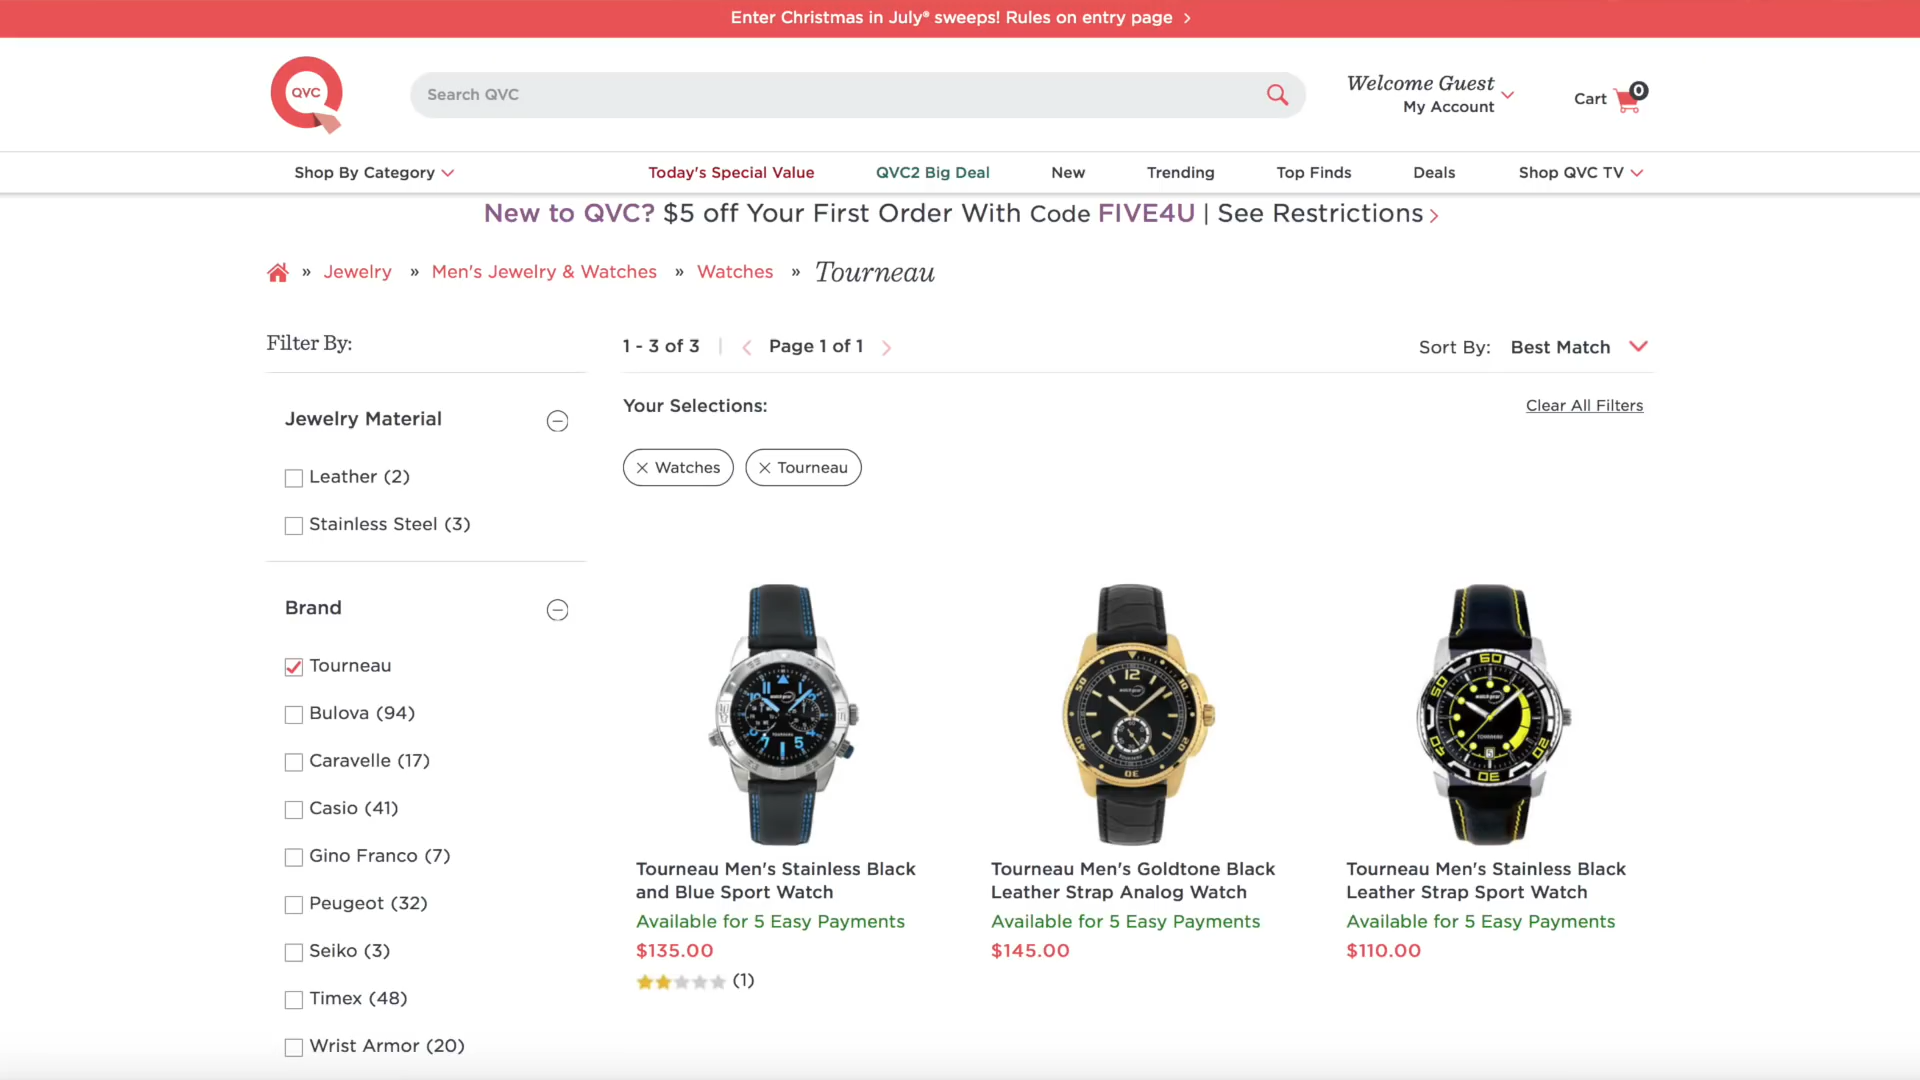 Enter Christmas in July® sweeps! Rules on entry page
QVC
Search QVC
Welcome Guest
My Account
Cart
0
Shop By Category
Today's Special Value
QVC2 Big Deal
New
Trending
Top Finds
Deals
Shop QVC TV
New to QVC? $5 off Your First Order With Code FIVE4U | See Restrictions
» Jewelry » Men's Jewelry & Watches » Watches » Tourneau
Filter By:
1 - 3 of 3 | Page 1 of 1
Sort By: Best Match
Jewelry Material
Leather (2)
Stainless Steel (3)
Brand
Tourneau
Bulova (94)
Caravelle (17)
Casio (41)
Gino Franco (7)
Peugeot (32)
Seiko (3)
Timex (48)
Wrist Armor (20)
Your Selections:
Clear All Filters
Watches
Tourneau
Tourneau Men's Stainless Black
and Blue Sport Watch
Available for 5 Easy Payments
$135.00
(1)
Tourneau Men's Goldtone Black
Leather Strap Analog Watch
Available for 5 Easy Payments
$145.00
Tourneau Men's Stainless Black
Leather Strap Sport Watch
Available for 5 Easy Payments
$110.00